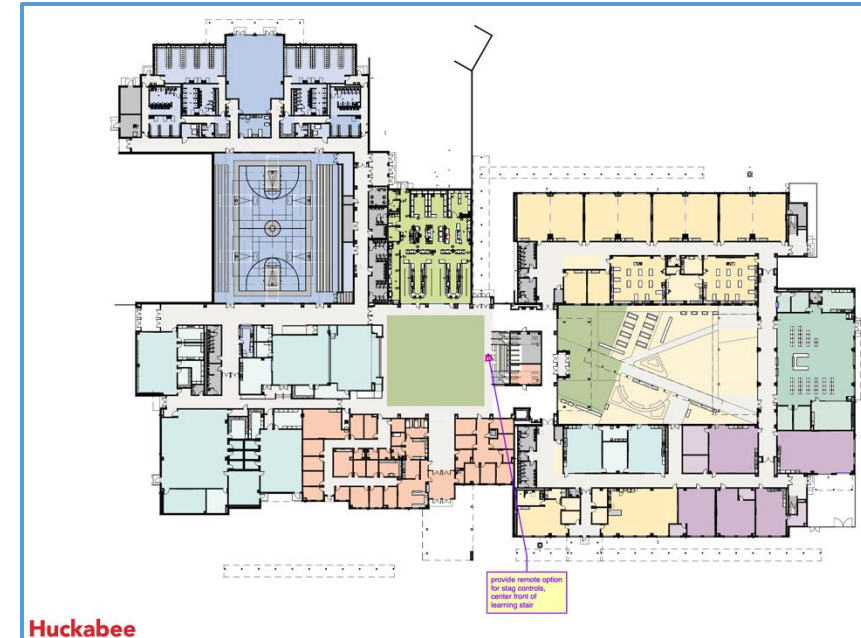 provide remote option
for stag controls,
center front of
learning stair
Huckabee